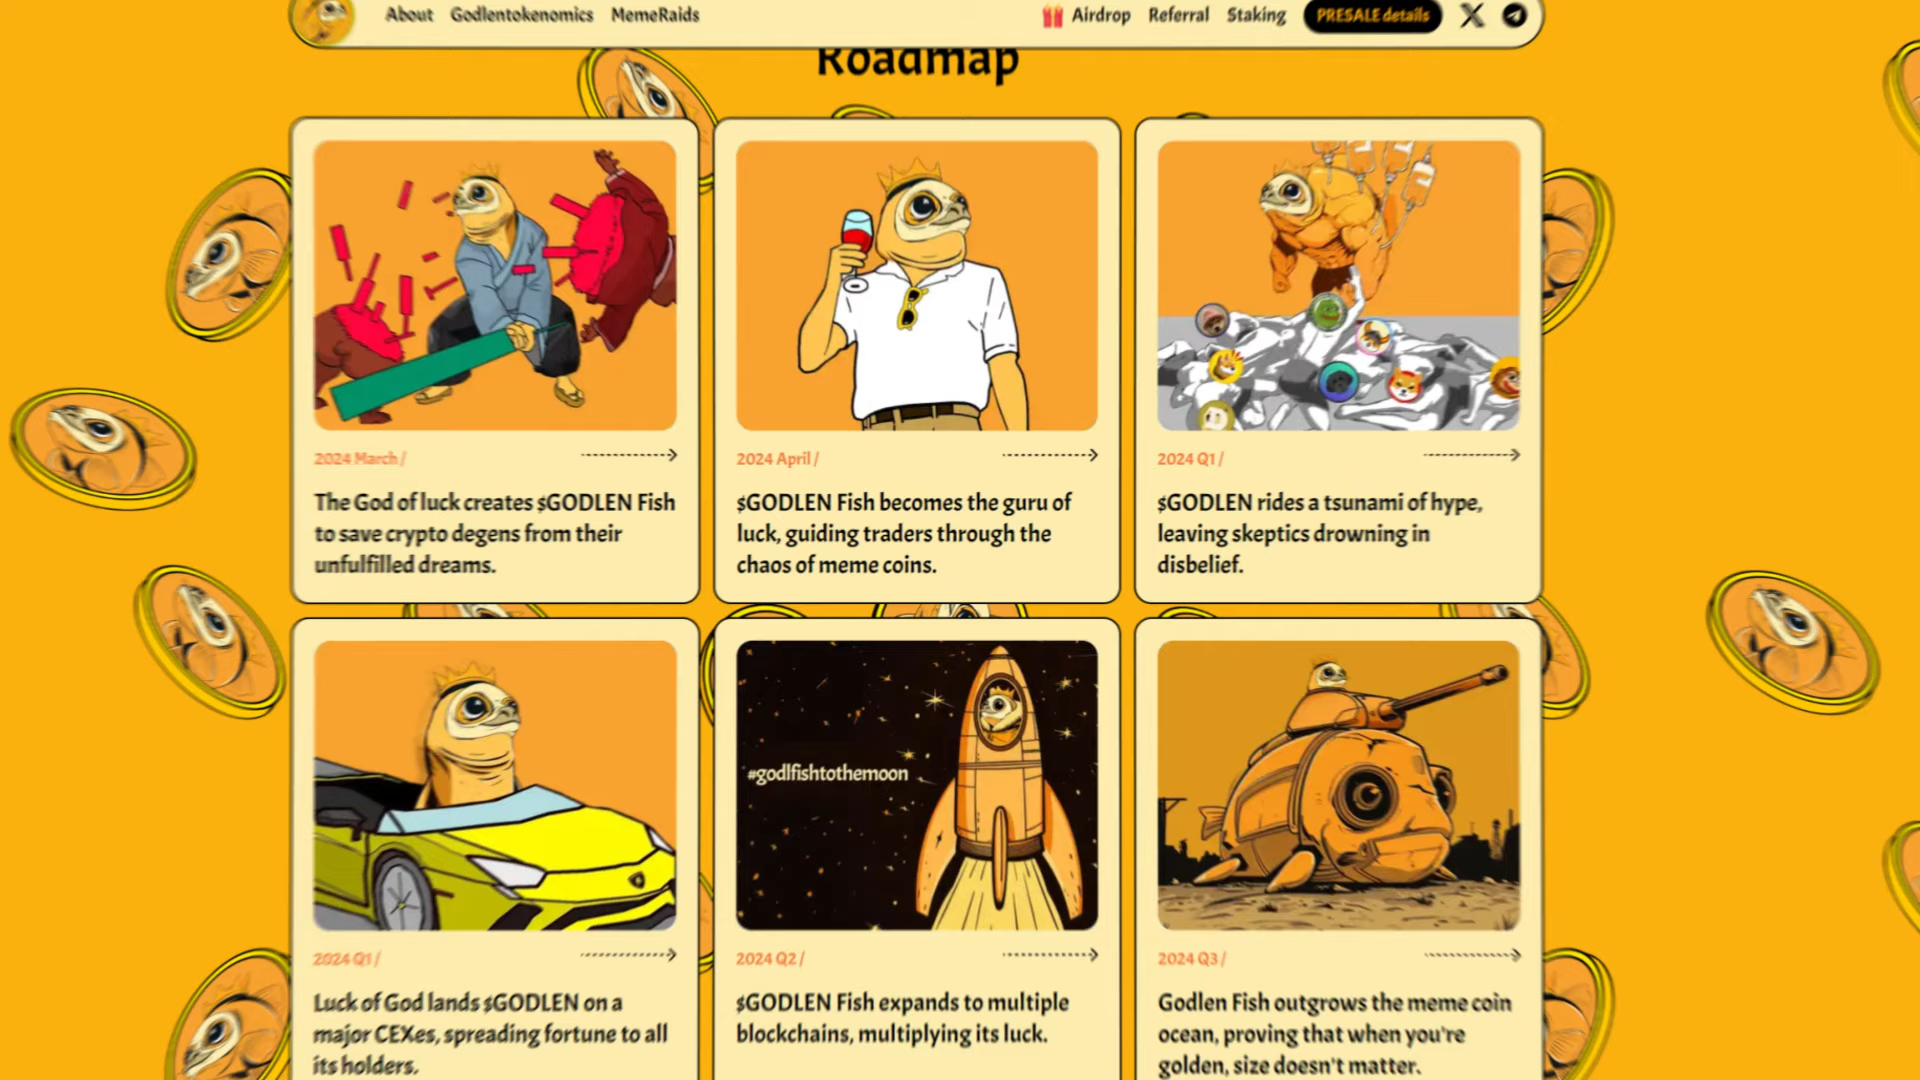 About Godlentokenomics MemeRaids Airdrop Referral Staking PRESALE details
Roadmap
2024 March /
The God of luck creates $GODLEN Fish
to save crypto degens from their
unfulfilled dreams.
2024 April /
$GODLEN Fish becomes the guru of
luck, guiding traders through the
chaos of meme coins.
2024 Q1 /
$GODLEN rides a tsunami of hype,
leaving skeptics drowning in
disbelief.
2024 Q1 /
Luck of God lands $GODLEN on a
major CEXes, spreading fortune to all
its holders.
#godlfishtothemoon
2024 Q2 /
$GODLEN Fish expands to multiple
blockchains, multiplying its luck.
2024 Q3 /
Godlen Fish outgrows the meme coin
ocean, proving that when you're
golden, size doesn't matter.